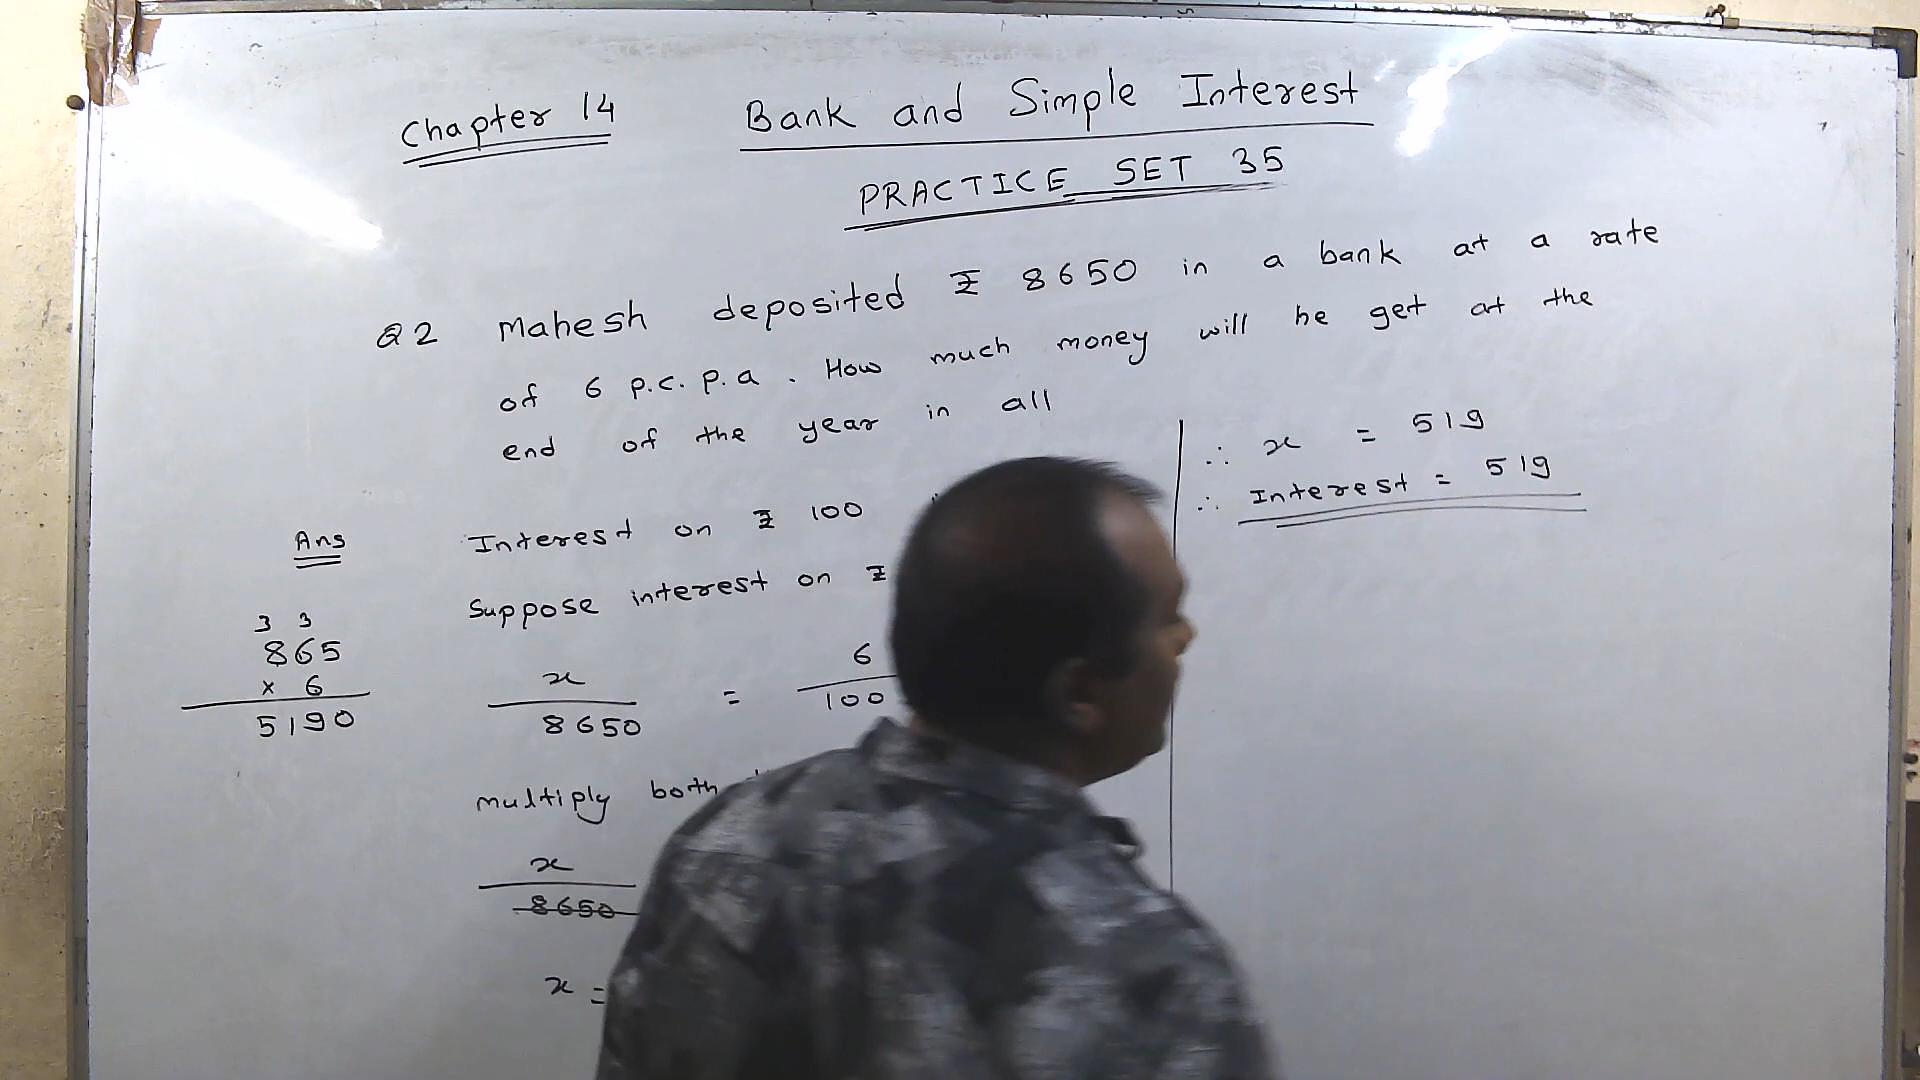 Chapter 14 Bank and Simple Interest
PRACTICE SET 35
Q2 Mahesh deposited ₹ 8650 in a bank at a rate
of 6 p.c.p.a. How much money will he get at the
end of the year in all
Ans Interest on ₹ 100
Suppose interest on ₹
x / 8650 = 6 / 100
multiply both
x / 8650
x =
3 3
865
× 6
5190
∴ x = 519
∴ Interest = 519